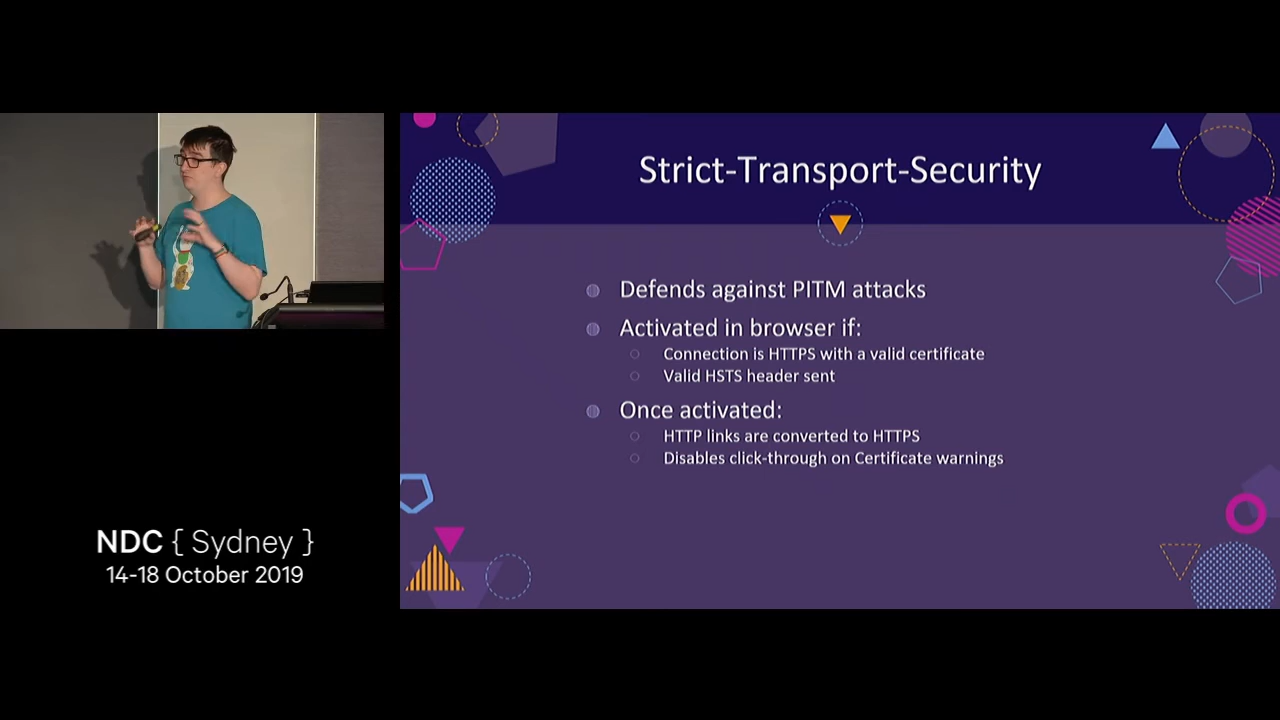 Strict-Transport-Security
Defends against PITM attacks
Activated in browser if:
Connection is HTTPS with a valid certificate
Valid HSTS header sent
Once activated:
HTTP links are converted to HTTPS
Disables click-through on Certificate warnings
NDC { Sydney }
14-18 October 2019